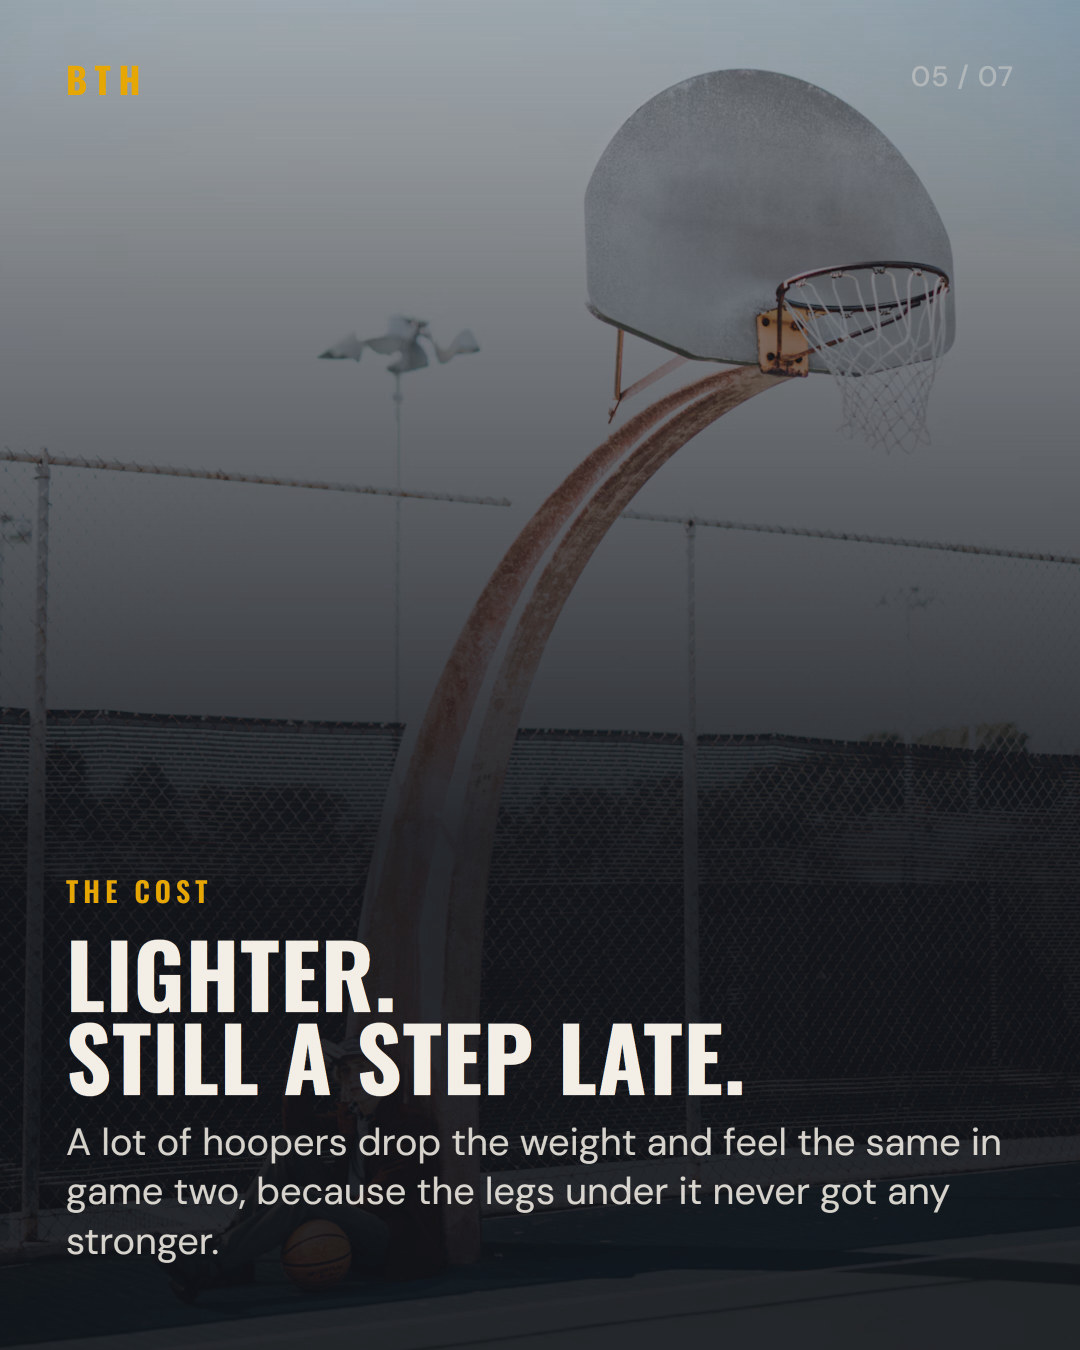 BTH
05 / 07
THE COST
LIGHTER.
STILL A STEP LATE.
A lot of hoopers drop the weight and feel the same in
game two, because the legs under it never got any
stronger.